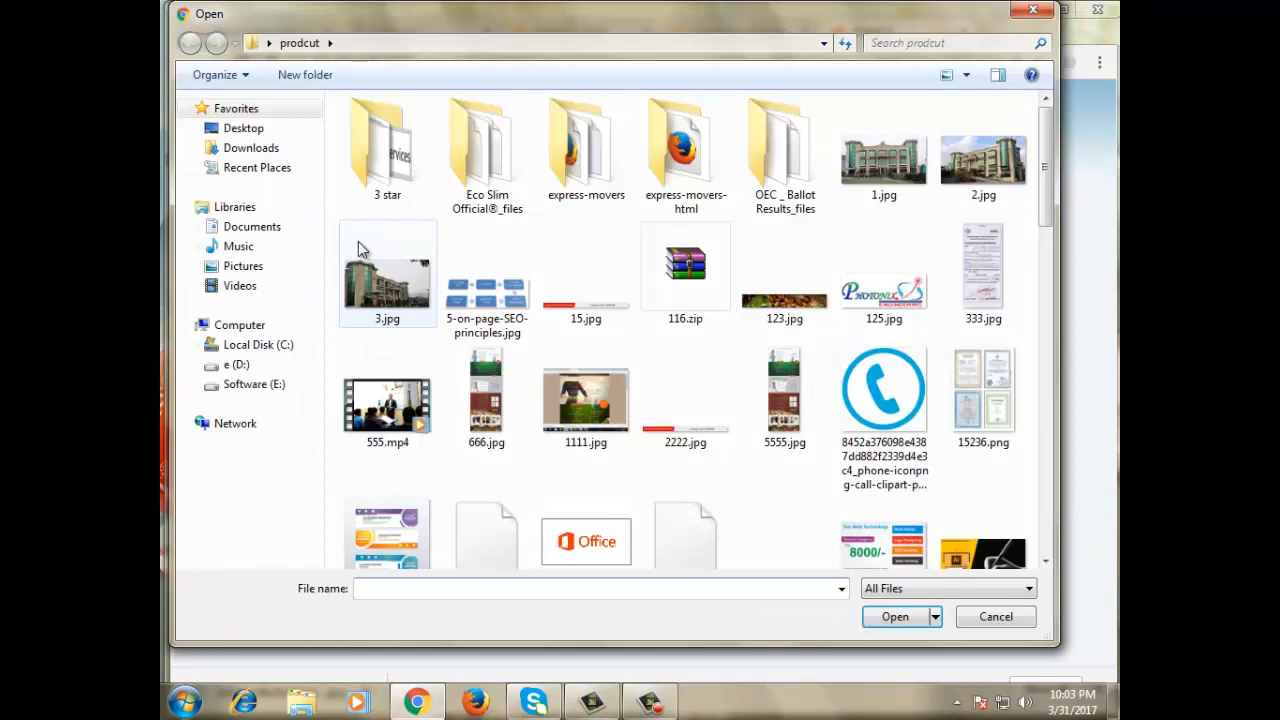 Open
prodcut
Search prodcut
Organize
New folder
Favorites
Desktop
Downloads
Recent Places
Libraries
Documents
Music
Pictures
Videos
Computer
Local Disk (C:)
e (D:)
Software (E:)
Network
3 star
Eco Slim
Official®_files
express-movers
express-movers-
html
OEC _ Ballot
Results_files
1.jpg
2.jpg
3.jpg
5-on-page-SEO-
principles.jpg
15.jpg
116.zip
123.jpg
PHOTONIX
ENGINEERING
125.jpg
333.jpg
555.mp4
666.jpg
1111.jpg
2222.jpg
5555.jpg
8452a376098e438
7dd882f2339d4e3
c4_phone-iconpn
g-call-clipart-p...
15236.png
Office
8000/-
File name:
All Files
Open
Cancel
10:03 PM
3/31/2017